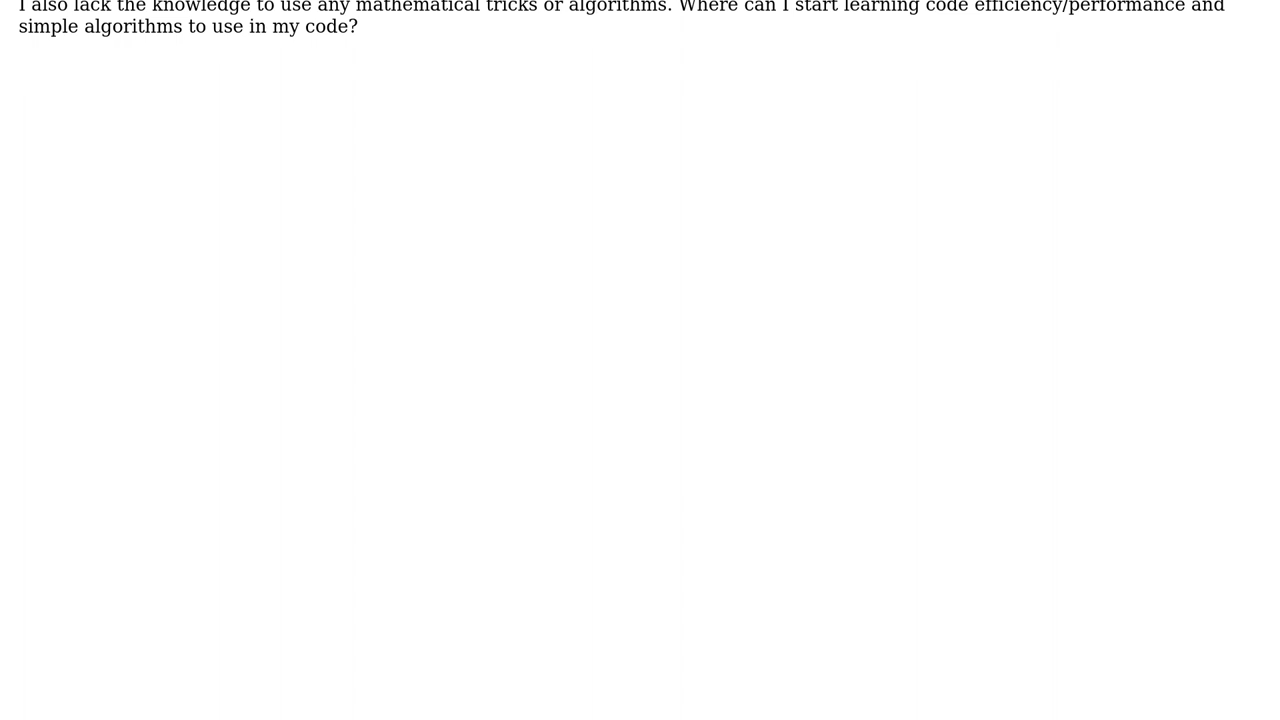 I also lack the knowledge to use any mathematical tricks or algorithms. Where can I start learning code efficiency/performance and
simple algorithms to use in my code?